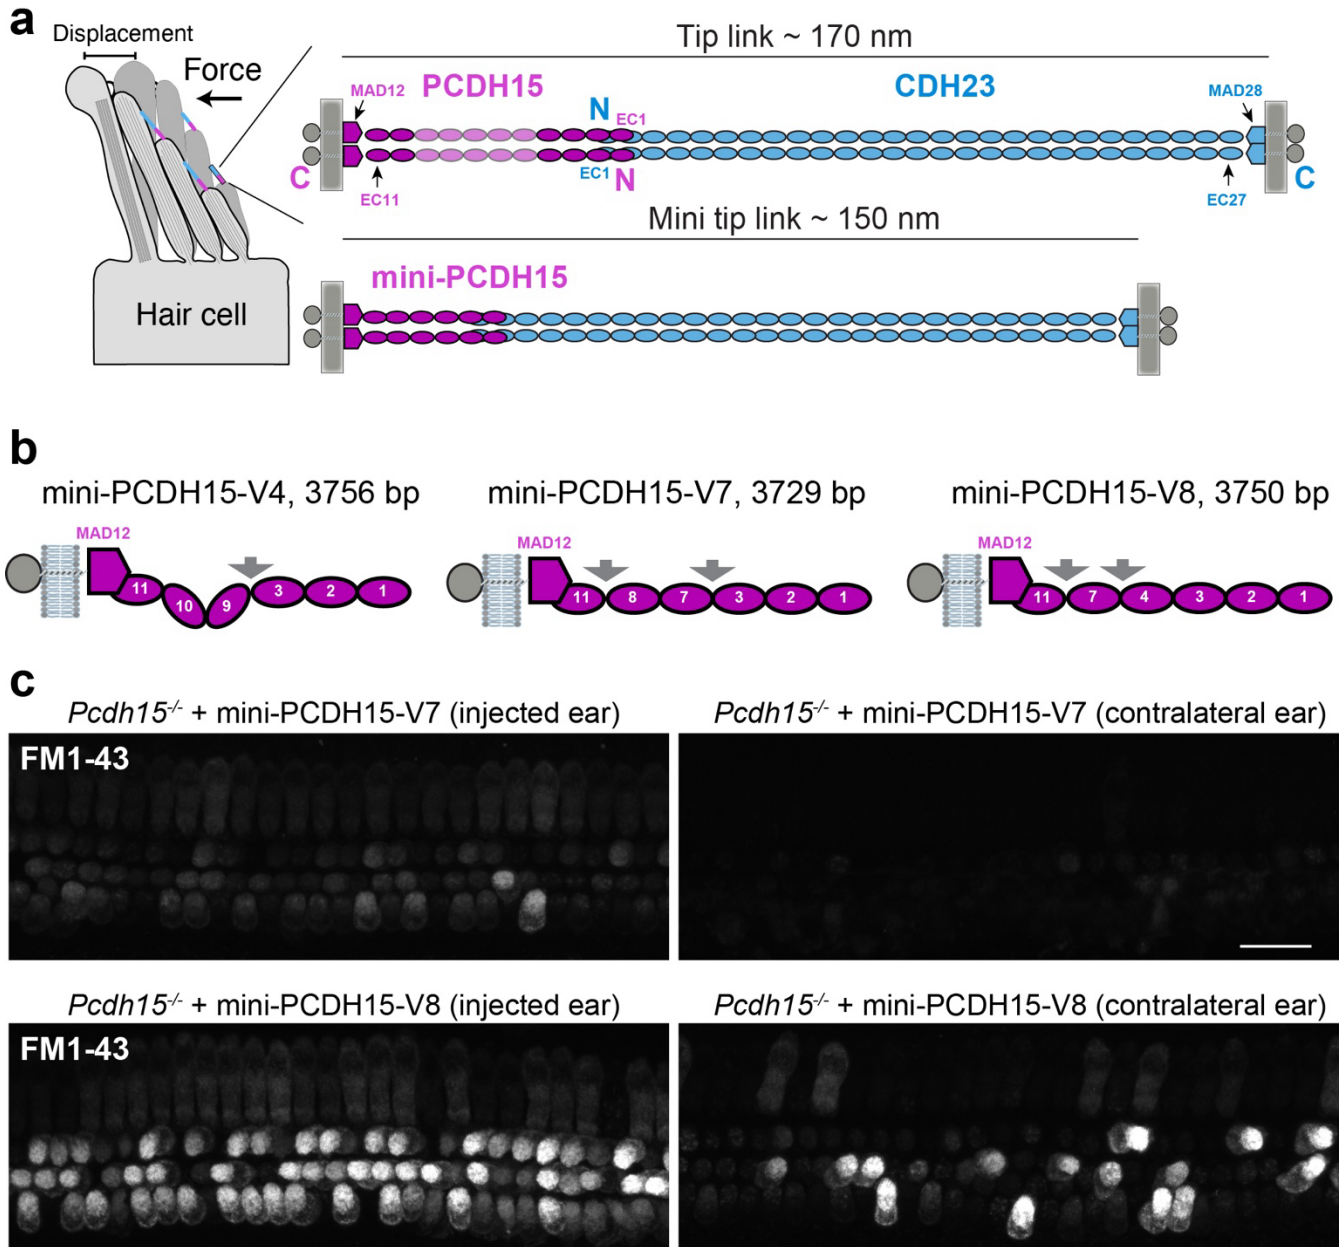 a
Displacement
Force
Hair cell
Tip link ~ 170 nm
MAD12
PCDH15
N
EC1
CDH23
MAD28
C
EC11
EC1
N
EC27
C
Mini tip link ~ 150 nm
mini-PCDH15
b
mini-PCDH15-V4, 3756 bp
MAD12
11 10 9 3 2 1
mini-PCDH15-V7, 3729 bp
MAD12
11 8 7 3 2 1
mini-PCDH15-V8, 3750 bp
MAD12
11 7 4 3 2 1
c
Pcdh15-/- + mini-PCDH15-V7 (injected ear)
FM1-43
Pcdh15-/- + mini-PCDH15-V7 (contralateral ear)
Pcdh15-/- + mini-PCDH15-V8 (injected ear)
FM1-43
Pcdh15-/- + mini-PCDH15-V8 (contralateral ear)